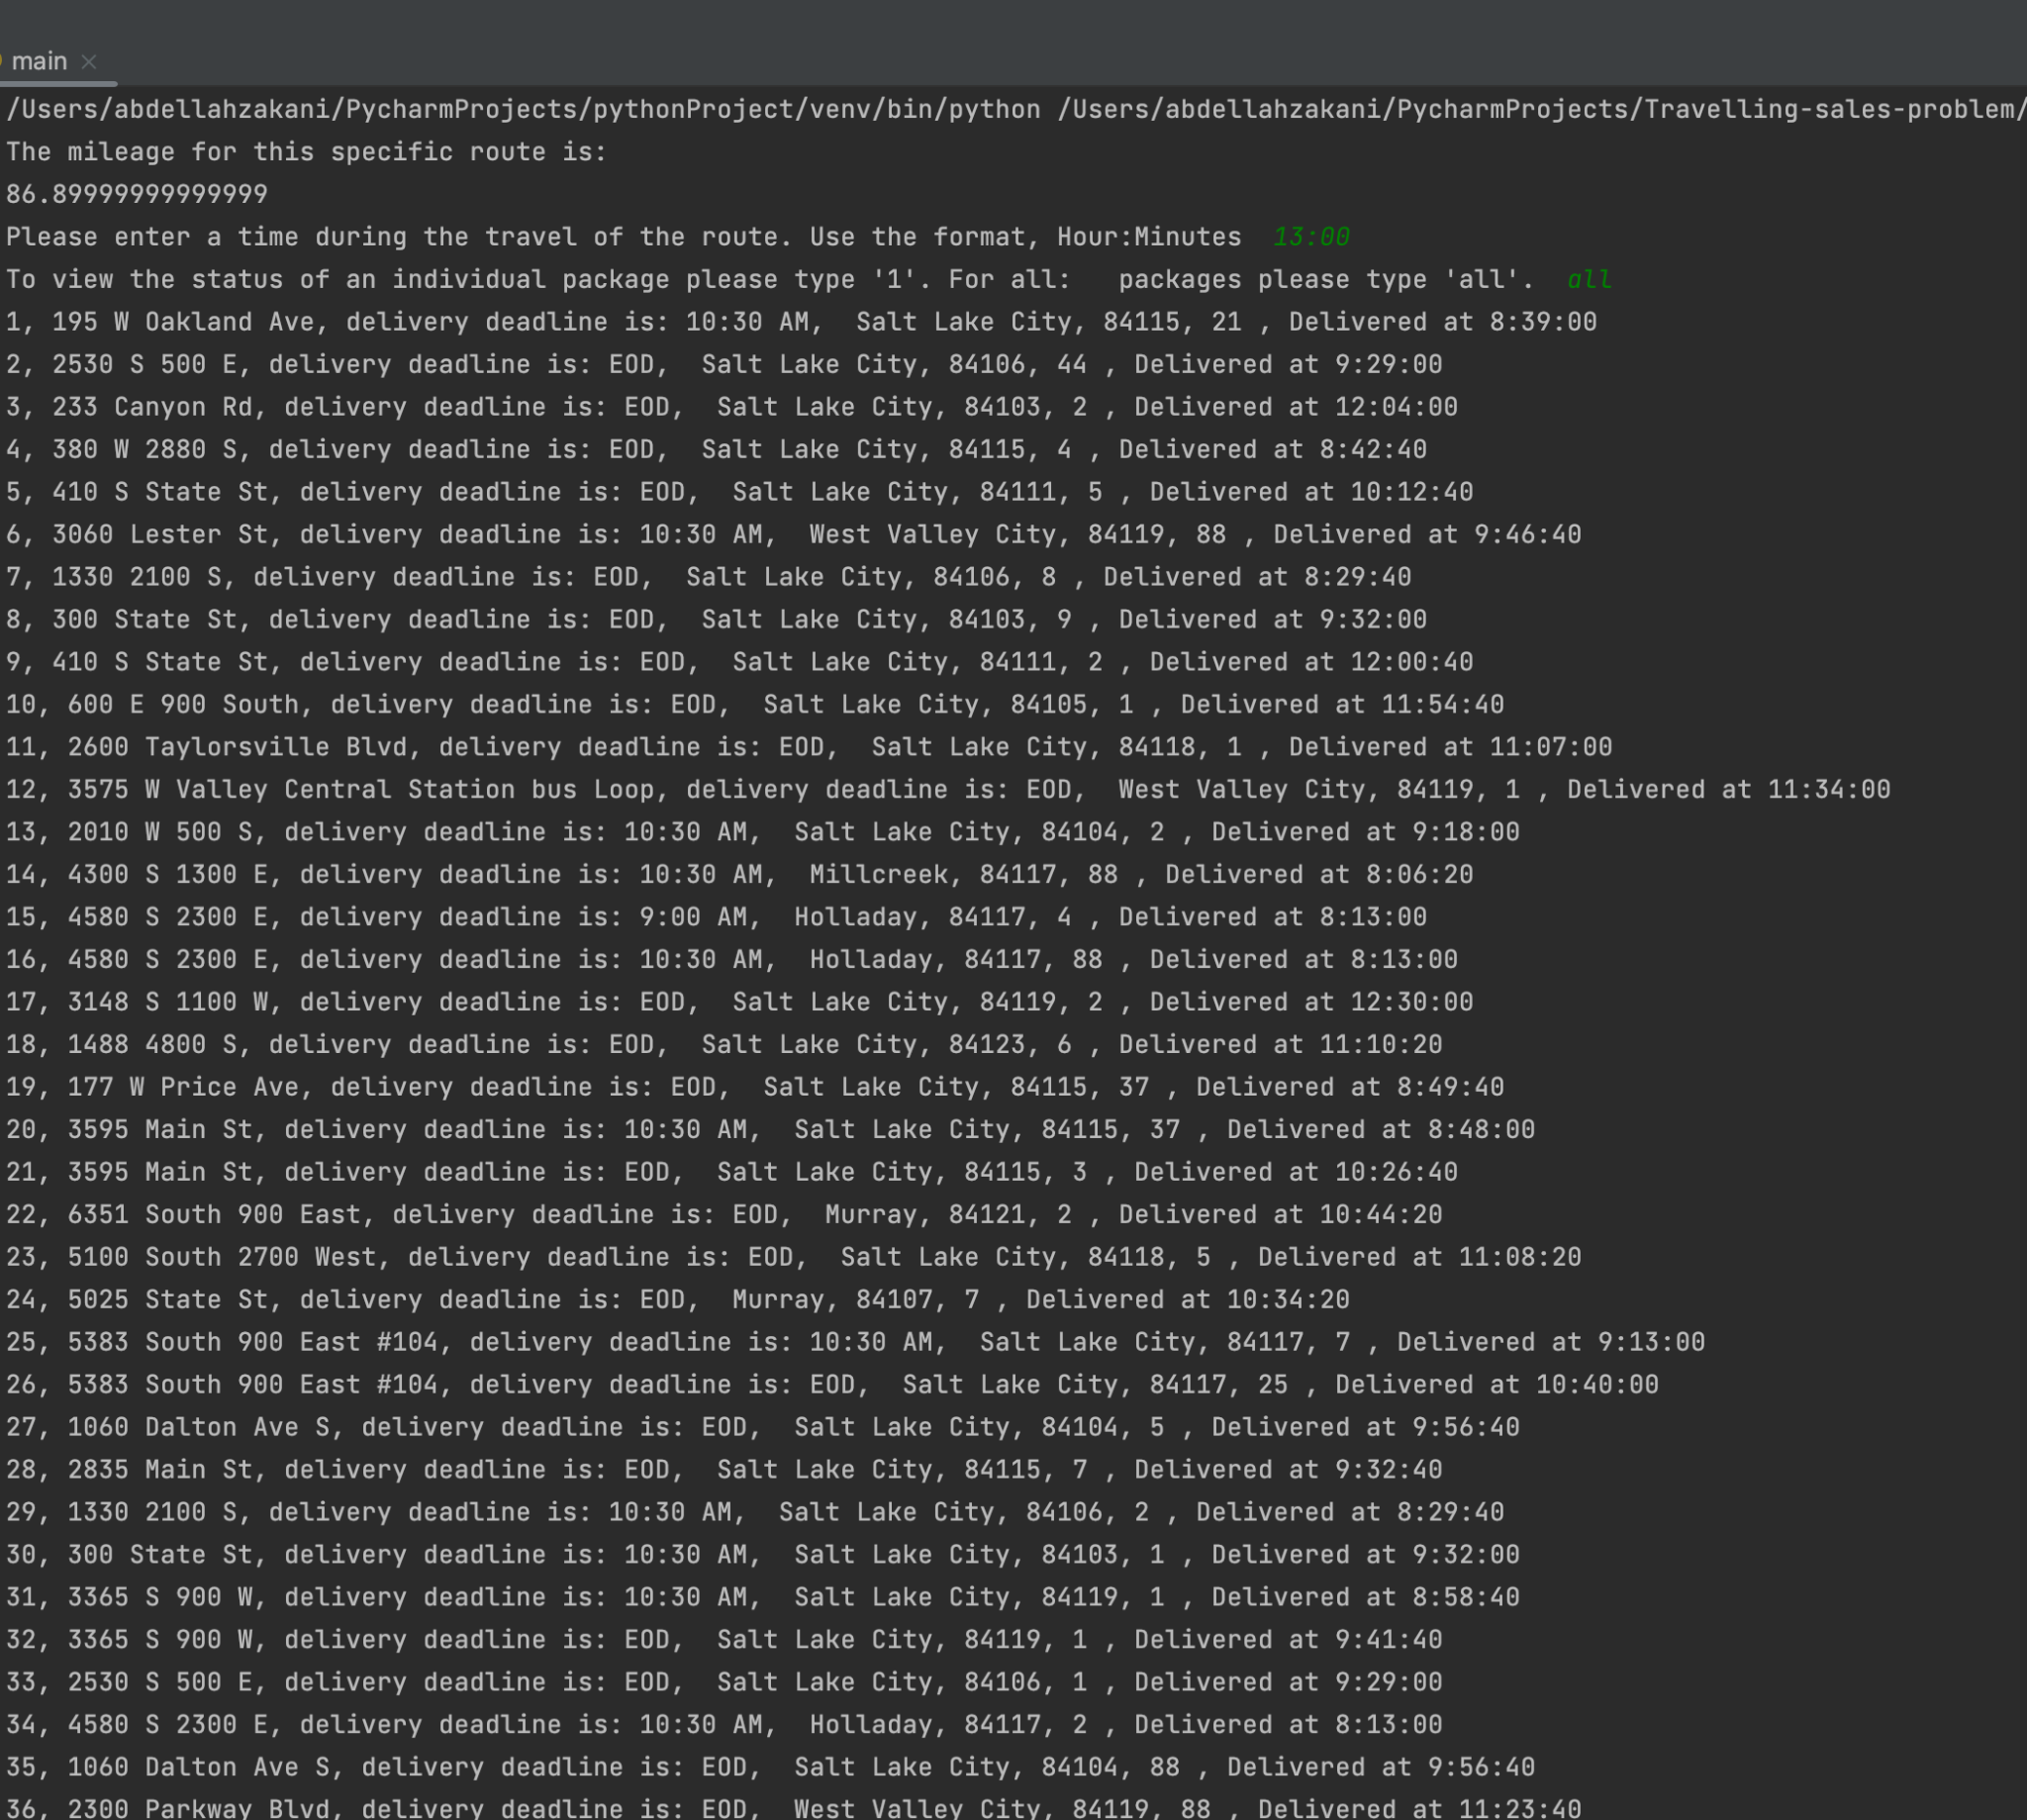 main
/Users/abdellahzakani/PycharmProjects/pythonProject/venv/bin/python /Users/abdellahzakani/PycharmProjects/Travelling-sales-problem/
The mileage for this specific route is:
86.89999999999999
Please enter a time during the travel of the route. Use the format, Hour:Minutes  13:00
To view the status of an individual package please type '1'. For all:   packages please type 'all'.  all
1, 195 W Oakland Ave, delivery deadline is: 10:30 AM,  Salt Lake City, 84115, 21 , Delivered at 8:39:00
2, 2530 S 500 E, delivery deadline is: EOD,  Salt Lake City, 84106, 44 , Delivered at 9:29:00
3, 233 Canyon Rd, delivery deadline is: EOD,  Salt Lake City, 84103, 2 , Delivered at 12:04:00
4, 380 W 2880 S, delivery deadline is: EOD,  Salt Lake City, 84115, 4 , Delivered at 8:42:40
5, 410 S State St, delivery deadline is: EOD,  Salt Lake City, 84111, 5 , Delivered at 10:12:40
6, 3060 Lester St, delivery deadline is: 10:30 AM,  West Valley City, 84119, 88 , Delivered at 9:46:40
7, 1330 2100 S, delivery deadline is: EOD,  Salt Lake City, 84106, 8 , Delivered at 8:29:40
8, 300 State St, delivery deadline is: EOD,  Salt Lake City, 84103, 9 , Delivered at 9:32:00
9, 410 S State St, delivery deadline is: EOD,  Salt Lake City, 84111, 2 , Delivered at 12:00:40
10, 600 E 900 South, delivery deadline is: EOD,  Salt Lake City, 84105, 1 , Delivered at 11:54:40
11, 2600 Taylorsville Blvd, delivery deadline is: EOD,  Salt Lake City, 84118, 1 , Delivered at 11:07:00
12, 3575 W Valley Central Station bus Loop, delivery deadline is: EOD,  West Valley City, 84119, 1 , Delivered at 11:34:00
13, 2010 W 500 S, delivery deadline is: 10:30 AM,  Salt Lake City, 84104, 2 , Delivered at 9:18:00
14, 4300 S 1300 E, delivery deadline is: 10:30 AM,  Millcreek, 84117, 88 , Delivered at 8:06:20
15, 4580 S 2300 E, delivery deadline is: 9:00 AM,  Holladay, 84117, 4 , Delivered at 8:13:00
16, 4580 S 2300 E, delivery deadline is: 10:30 AM,  Holladay, 84117, 88 , Delivered at 8:13:00
17, 3148 S 1100 W, delivery deadline is: EOD,  Salt Lake City, 84119, 2 , Delivered at 12:30:00
18, 1488 4800 S, delivery deadline is: EOD,  Salt Lake City, 84123, 6 , Delivered at 11:10:20
19, 177 W Price Ave, delivery deadline is: EOD,  Salt Lake City, 84115, 37 , Delivered at 8:49:40
20, 3595 Main St, delivery deadline is: 10:30 AM,  Salt Lake City, 84115, 37 , Delivered at 8:48:00
21, 3595 Main St, delivery deadline is: EOD,  Salt Lake City, 84115, 3 , Delivered at 10:26:40
22, 6351 South 900 East, delivery deadline is: EOD,  Murray, 84121, 2 , Delivered at 10:44:20
23, 5100 South 2700 West, delivery deadline is: EOD,  Salt Lake City, 84118, 5 , Delivered at 11:08:20
24, 5025 State St, delivery deadline is: EOD,  Murray, 84107, 7 , Delivered at 10:34:20
25, 5383 South 900 East #104, delivery deadline is: 10:30 AM,  Salt Lake City, 84117, 7 , Delivered at 9:13:00
26, 5383 South 900 East #104, delivery deadline is: EOD,  Salt Lake City, 84117, 25 , Delivered at 10:40:00
27, 1060 Dalton Ave S, delivery deadline is: EOD,  Salt Lake City, 84104, 5 , Delivered at 9:56:40
28, 2835 Main St, delivery deadline is: EOD,  Salt Lake City, 84115, 7 , Delivered at 9:32:40
29, 1330 2100 S, delivery deadline is: 10:30 AM,  Salt Lake City, 84106, 2 , Delivered at 8:29:40
30, 300 State St, delivery deadline is: 10:30 AM,  Salt Lake City, 84103, 1 , Delivered at 9:32:00
31, 3365 S 900 W, delivery deadline is: 10:30 AM,  Salt Lake City, 84119, 1 , Delivered at 8:58:40
32, 3365 S 900 W, delivery deadline is: EOD,  Salt Lake City, 84119, 1 , Delivered at 9:41:40
33, 2530 S 500 E, delivery deadline is: EOD,  Salt Lake City, 84106, 1 , Delivered at 9:29:00
34, 4580 S 2300 E, delivery deadline is: 10:30 AM,  Holladay, 84117, 2 , Delivered at 8:13:00
35, 1060 Dalton Ave S, delivery deadline is: EOD,  Salt Lake City, 84104, 88 , Delivered at 9:56:40
36, 2300 Parkway Blvd, delivery deadline is: EOD,  West Valley City, 84119, 88 , Delivered at 11:23:40